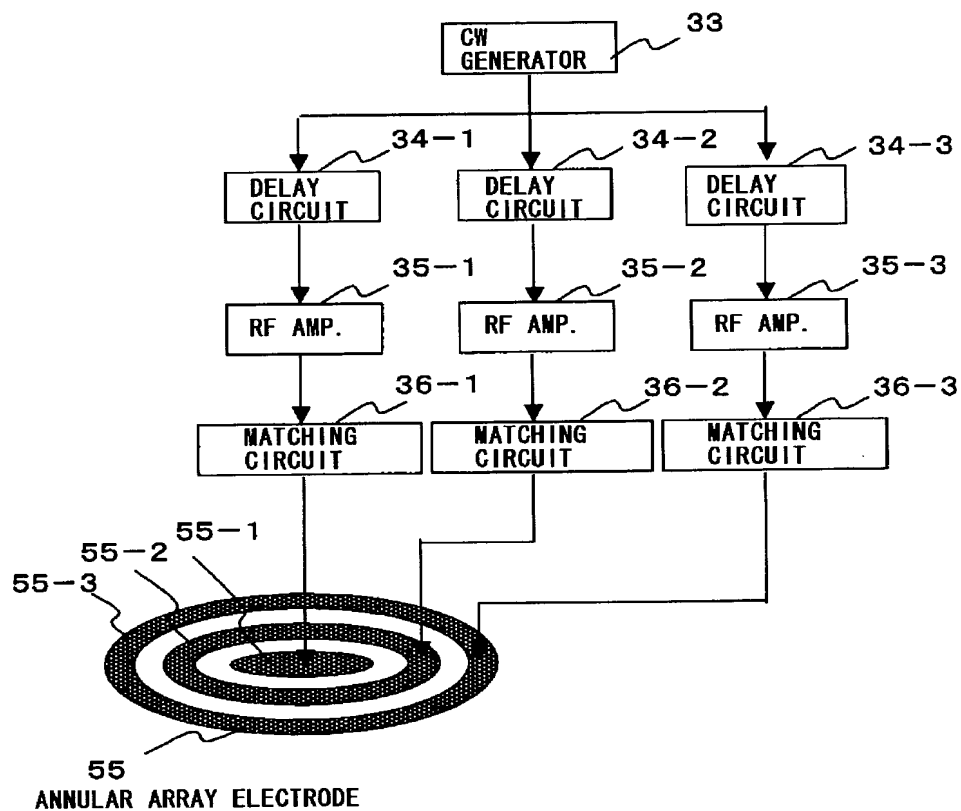 CW
GENERATOR
33
34-1
34-2
34-3
DELAY
CIRCUIT
DELAY
CIRCUIT
DELAY
CIRCUIT
35-1
35-2
35-3
RF AMP.
RF AMP.
RF AMP.
36-1
36-2
36-3
MATCHING
CIRCUIT
MATCHING
CIRCUIT
MATCHING
CIRCUIT
55-1
55-2
55-3
55
ANNULAR ARRAY ELECTRODE